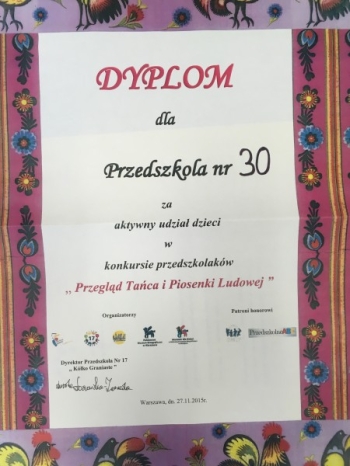 DYPLOM
dla
Przedszkola nr 30
za
aktywny udział dzieci
w
konkursie przedszkolaków
„ Przegląd Tańca i Piosenki Ludowej ”
Organizatorzy
Patroni honorowi
17
Dyrektor Przedszkola Nr 17
„ Kółko Graniaste ”
Warszawa, dn. 27.11.2015r.